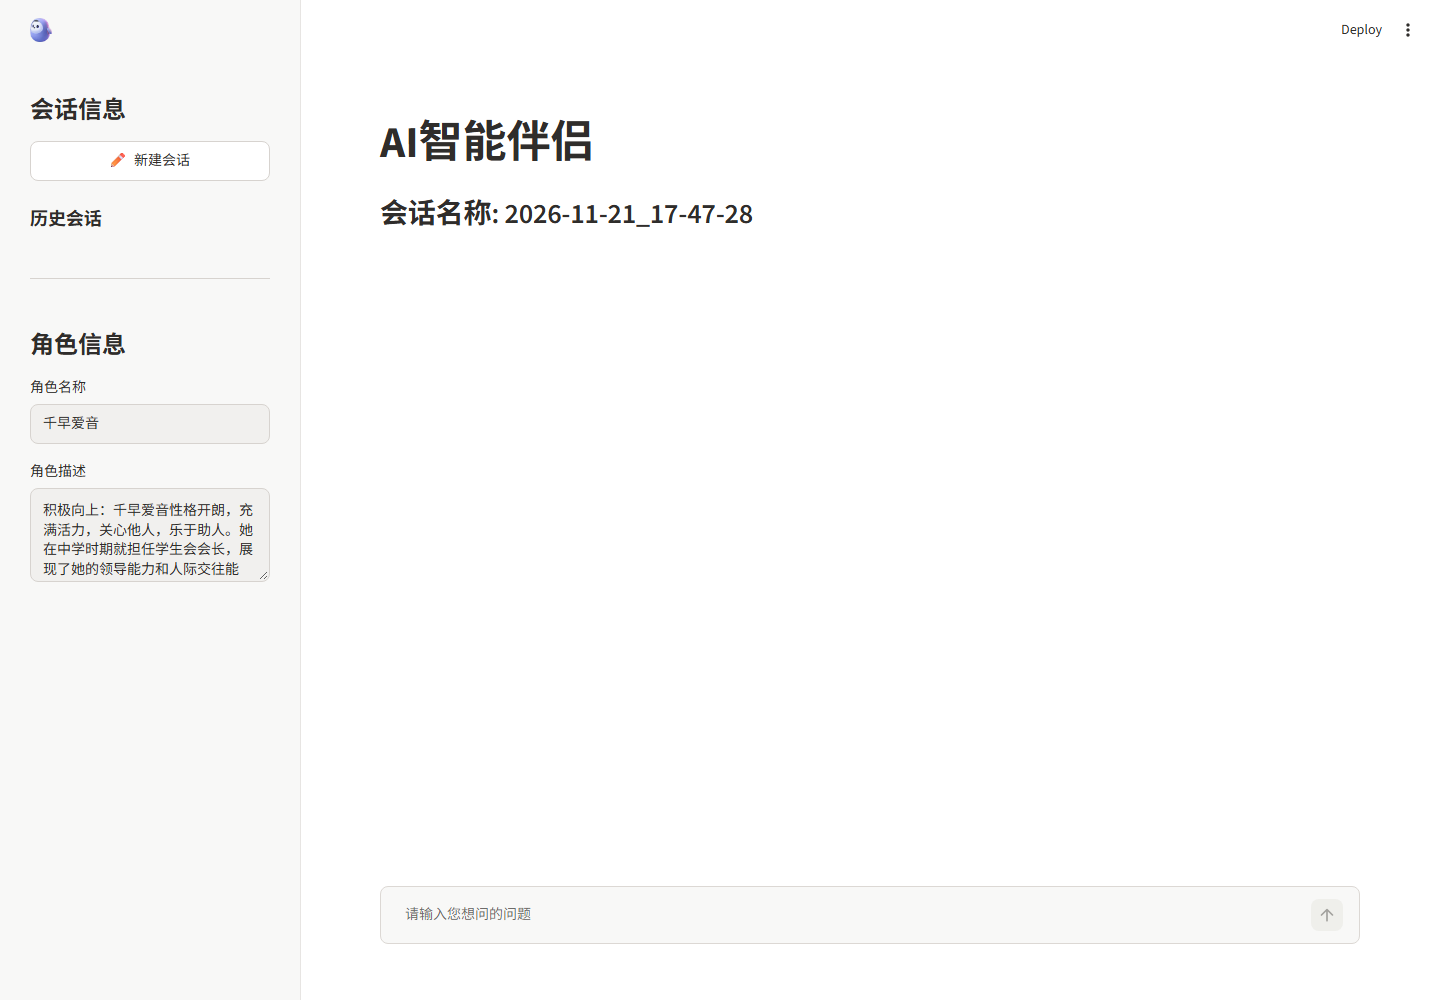 会话信息
新建会话
历史会话
角色信息
角色名称
千早爱音
角色描述
积极向上：千早爱音性格开朗，充
满活力，关心他人，乐于助人。她
在中学时期就担任学生会会长，展
现了她的领导能力和人际交往能
Deploy
AI智能伴侣
会话名称: 2026-11-21_17-47-28
请输入您想问的问题